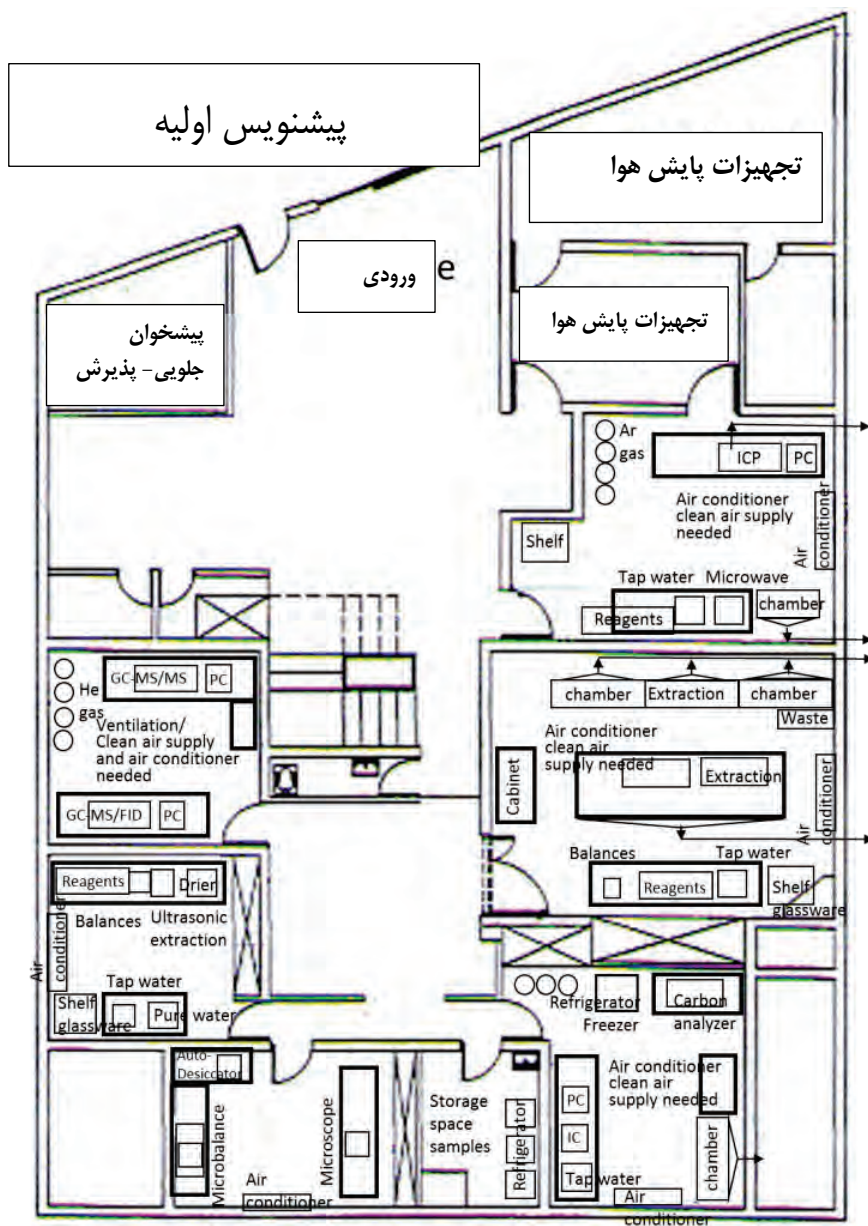 پیشنویس اولیه
تجهیزات پایش هوا
ورودی
e
پیشخوان
جلویی- پذیرش
تجهیزات پایش هوا
Ar
gas
ICP
PC
Air conditioner
clean air supply
needed
Air
conditioner
Shelf
Tap water
Microwave
Reagents
chamber
He
gas
GC-MS/MS
PC
Ventilation/
Clean air supply
and air conditioner
needed
GC-MS/FID
PC
chamber
Extraction
chamber
Waste
Air conditioner
clean air
supply needed
Cabinet
Extraction
Air
conditioner
Balances
Tap water
Reagents
Shelf
glassware
Reagents
Drier
Balances
Ultrasonic
extraction
Air
conditioner
Tap water
Shelf
glassware
Pure water
Refrigerator
Freezer
Carbon
analyzer
Air conditioner
clean air
supply needed
PC
IC
Tap water
Air
conditioner
chamber
Auto-
Desiccator
Microbalance
Air
conditioner
Microscope
Storage
space
samples
Refrigerator